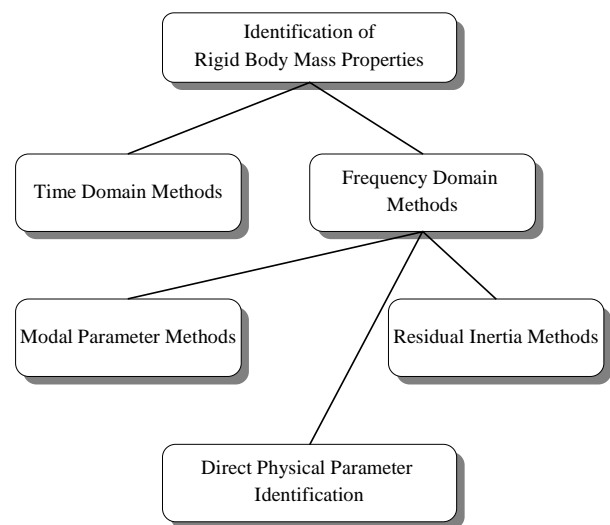 Identification of
Rigid Body Mass Properties
Time Domain Methods
Frequency Domain
Methods
Modal Parameter Methods
Residual Inertia Methods
Direct Physical Parameter
Identification